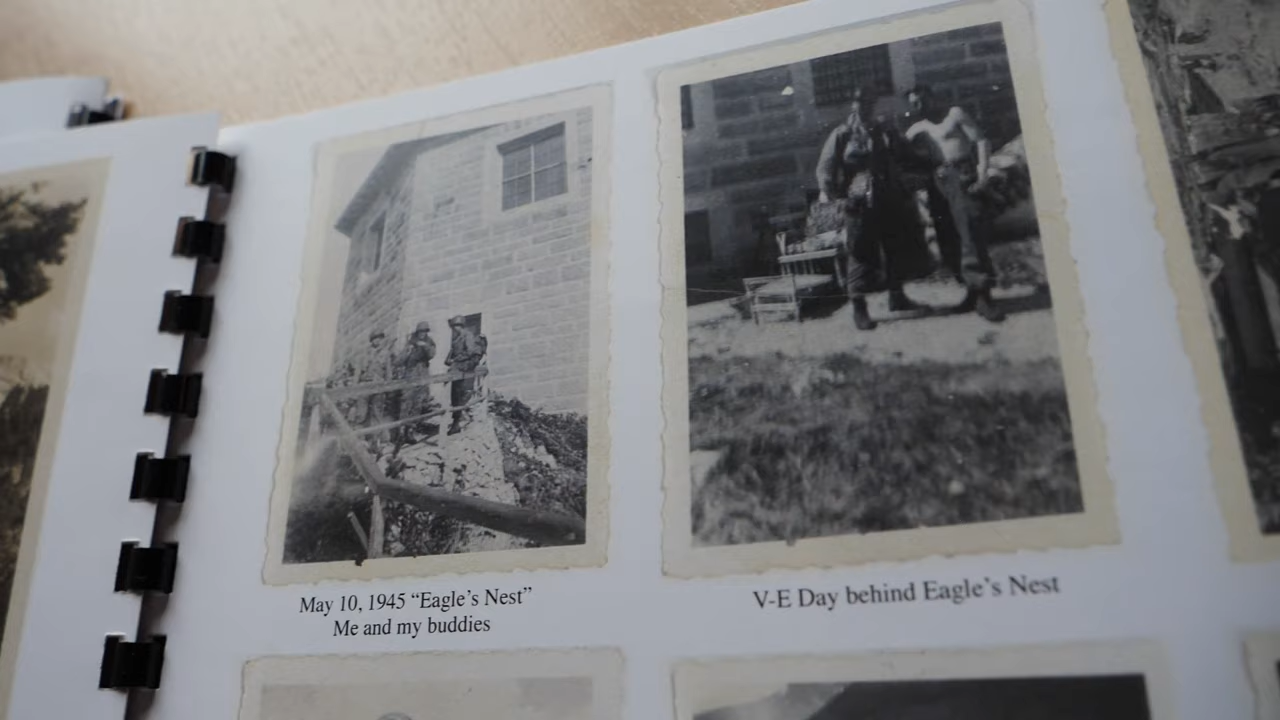 May 10, 1945 “Eagle’s Nest”
Me and my buddies
V-E Day behind Eagle’s Nest